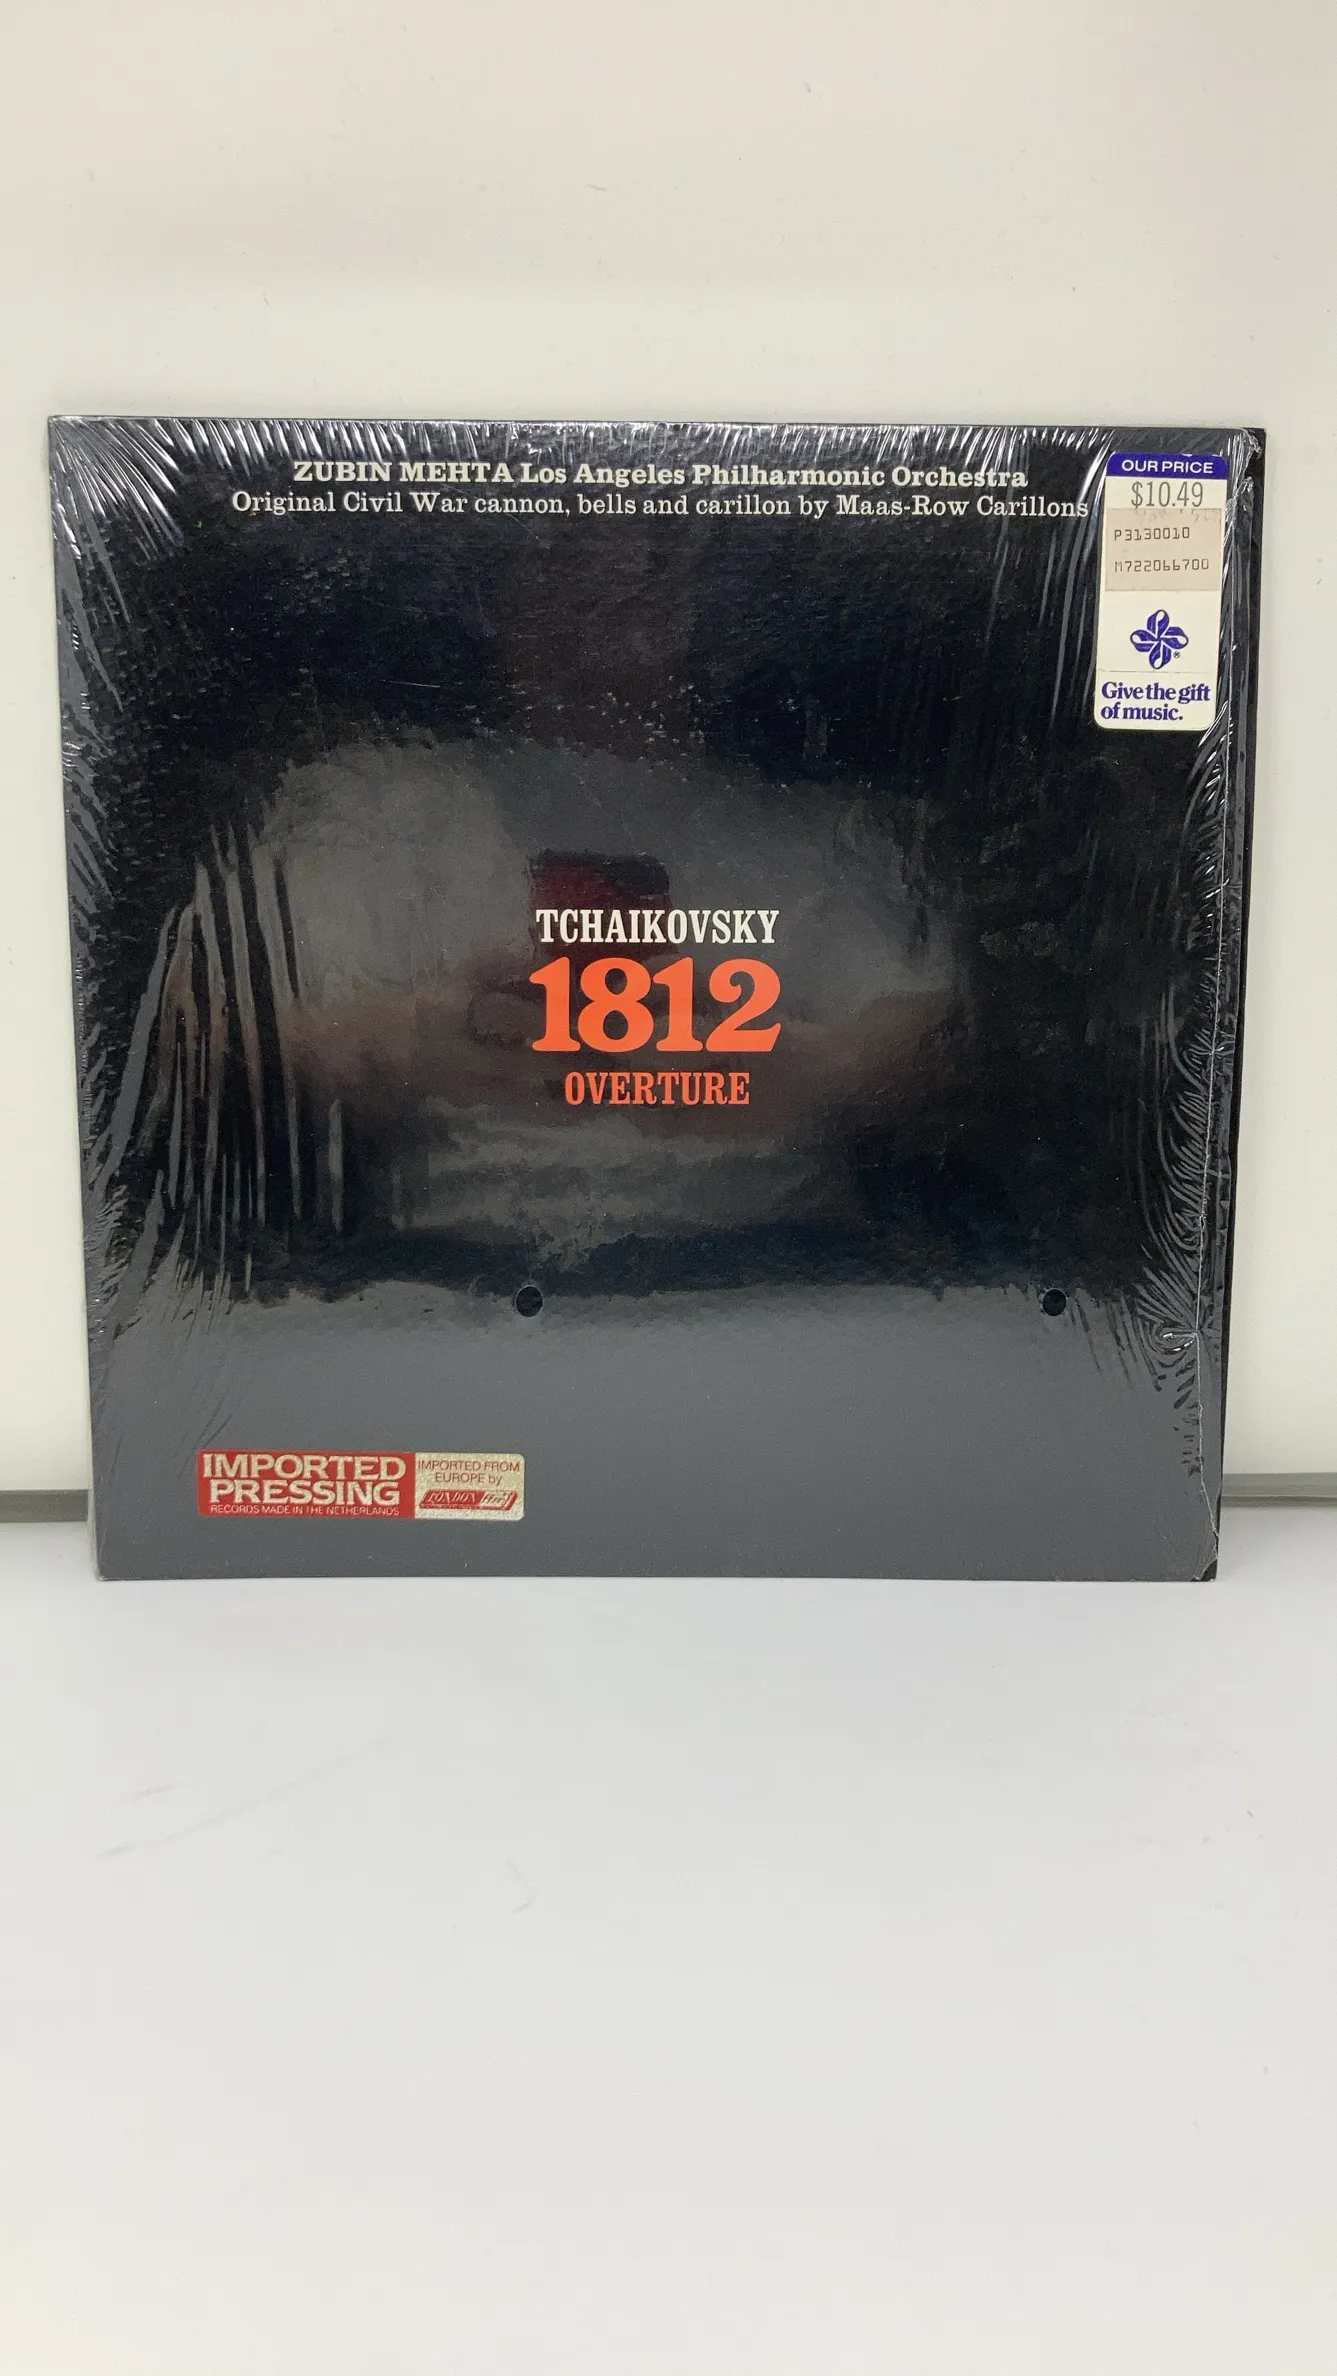 ZUBIN MEHTA Los Angeles Philharmonic Orchestra
Original Civil War cannon, bells and carillon by Maas-Row Carillons
OUR PRICE
$10.49
P3130010
M722066700
®
Give the gift
of music.
TCHAIKOVSKY
1812
OVERTURE
IMPORTED
PRESSING
RECORDS MADE IN THE NETHERLANDS
IMPORTED FROM
EUROPE by
LONDON